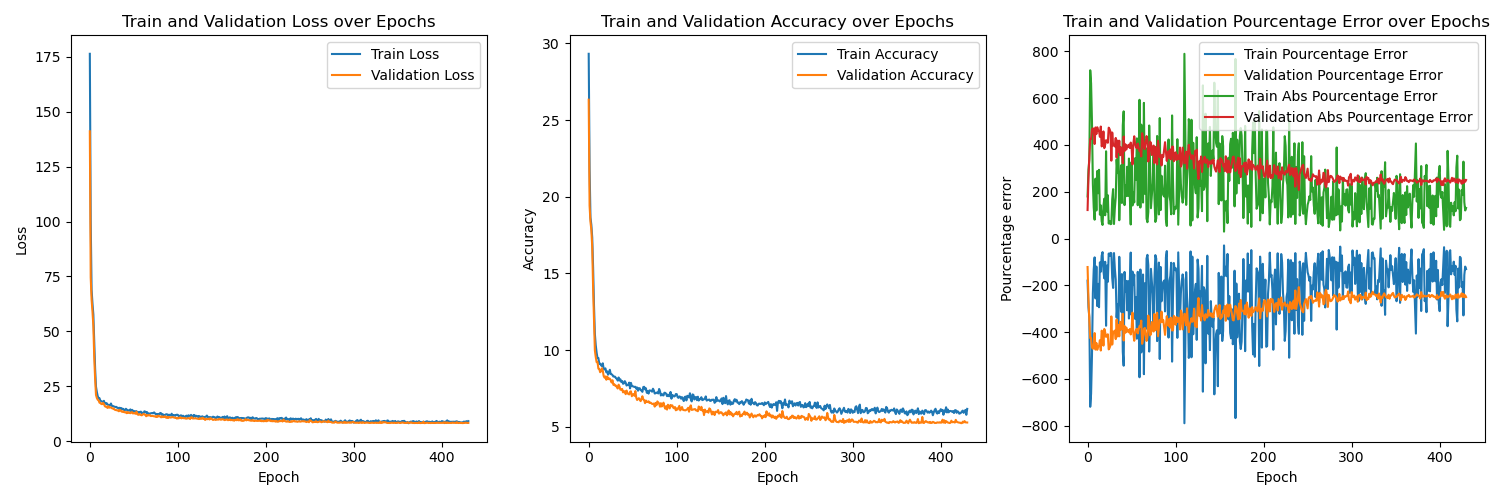 Train and Validation Loss over Epochs
175
150
125
100
75
50
25
0
Loss
0 100 200 300 400
Epoch
Train Loss
Validation Loss
Train and Validation Accuracy over Epochs
30
25
20
15
10
5
Accuracy
0 100 200 300 400
Epoch
Train Accuracy
Validation Accuracy
Train and Validation Pourcentage Error over Epochs
800
600
400
200
0
−200
−400
−600
−800
Pourcentage error
0 100 200 300 400
Epoch
Train Pourcentage Error
Validation Pourcentage Error
Train Abs Pourcentage Error
Validation Abs Pourcentage Error